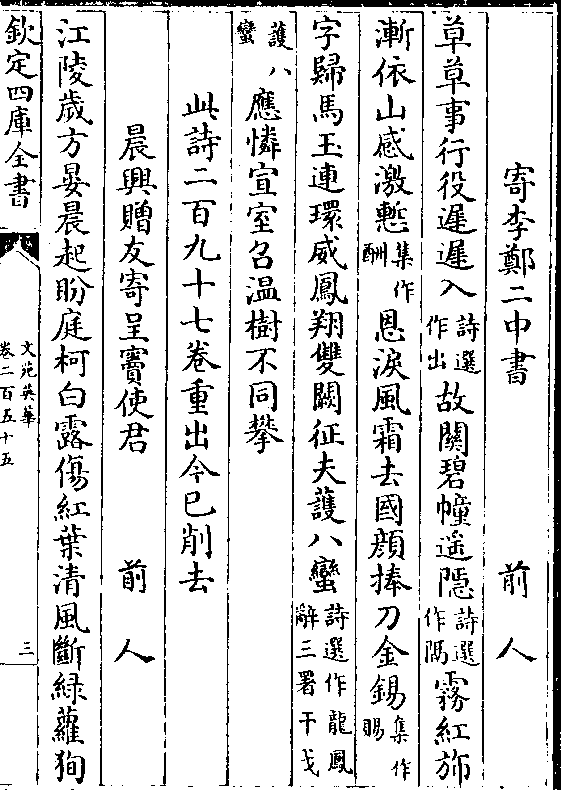 寄李鄭二中書　前人
草草事行役遲遲入詩選作出故關碧幢遥隱詩選作隅霧紅旆
漸依山感激慙集作酬恩淚風霜去國顔捧刀金錫集作賜
字歸馬玉連環威鳳翔雙闕征夫護八蠻詩選作龍鳳辭三署干戈
護八蠻應憐宣室召温樹不同攀
此詩二百九十七卷重出今已削去
晨興贈友寄呈竇使君　前人
江陵歲方晏晨起盼庭柯白露傷紅葉清風斷緑蘿狥
欽定四庫全書
文苑英華
卷二百五十五
三